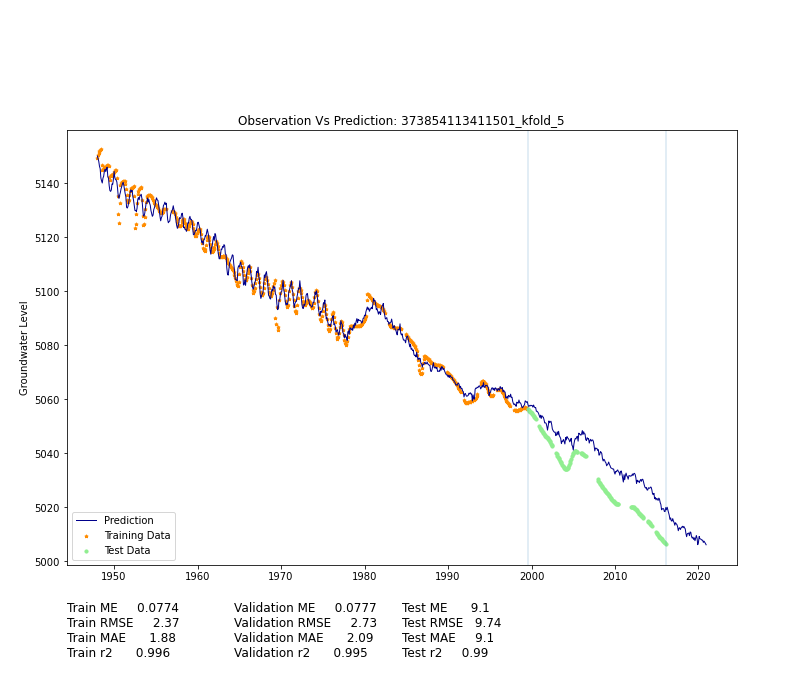 Observation Vs Prediction: 373854113411501_kfold_5
Groundwater Level
5140
5120
5100
5080
5060
5040
5020
5000
Prediction
Training Data
Test Data
1950 1960 1970 1980 1990 2000 2010 2020
Train ME 0.0774 Validation ME 0.0777 Test ME 9.1
Train RMSE 2.37 Validation RMSE 2.73 Test RMSE 9.74
Train MAE 1.88 Validation MAE 2.09 Test MAE 9.1
Train r2 0.996 Validation r2 0.995 Test r2 0.99